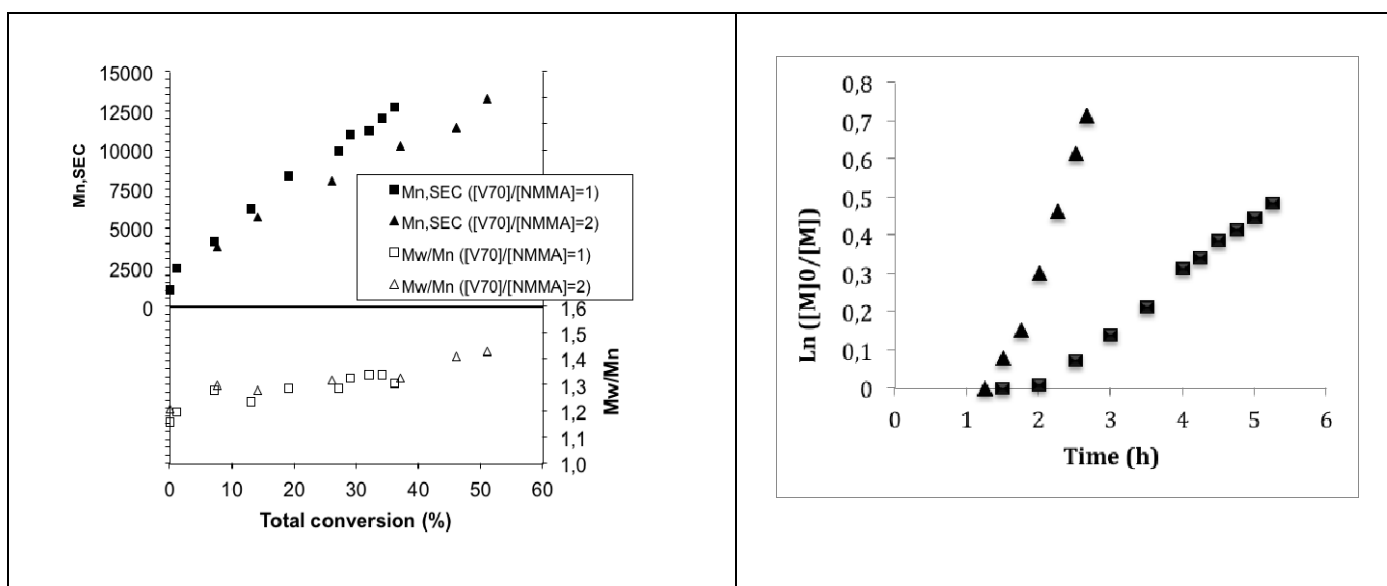 15000
12500
10000
7500
5000
2500
0
Mn,SEC
■Mn,SEC ([V70]/[NMMA]=1)
▲Mn,SEC ([V70]/[NMMA]=2)
□Mw/Mn ([V70]/[NMMA]=1)
△Mw/Mn ([V70]/[NMMA]=2)
1,6
1,5
1,4
1,3
1,2
1,1
1,0
Mw/Mn
0 10 20 30 40 50 60
Total conversion (%)
0,8
0,7
0,6
0,5
0,4
0,3
0,2
0,1
0
Ln ([M]0/[M])
0 1 2 3 4 5 6
Time (h)